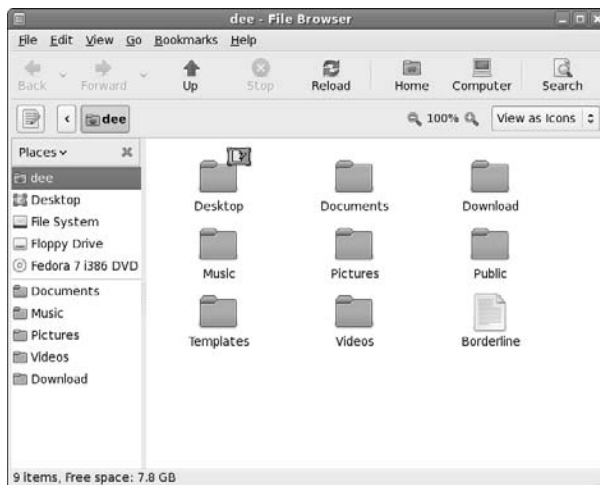 dee - File Browser
File Edit View Go Bookmarks Help
Back Forward Up Stop Reload Home Computer Search
dee 100% View as Icons
Places
dee
Desktop
File System
Floppy Drive
Fedora 7 i386 DVD
Documents
Music
Pictures
Videos
Download
Desktop Documents Download
Music Pictures Public
Templates Videos Borderline
9 items, Free space: 7.8 GB